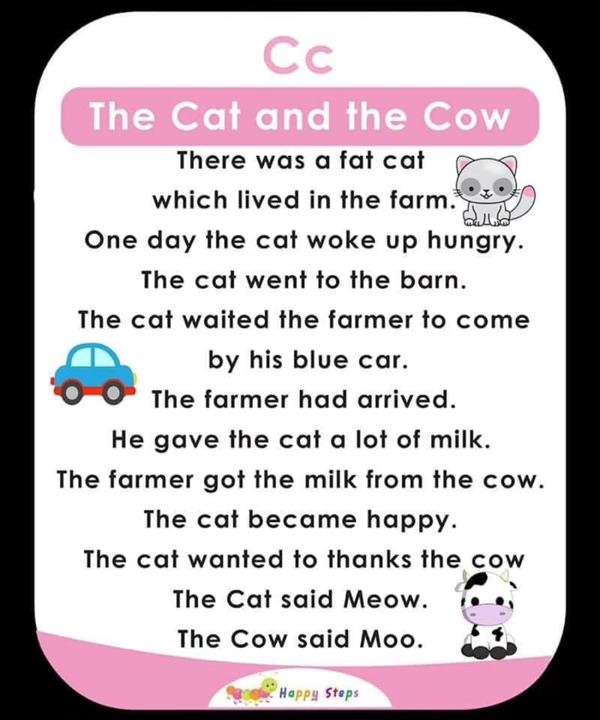 Cc
The Cat and the Cow
There was a fat cat
which lived in the farm.
One day the cat woke up hungry.
The cat went to the barn.
The cat waited the farmer to come
by his blue car.
The farmer had arrived.
He gave the cat a lot of milk.
The farmer got the milk from the cow.
The cat became happy.
The cat wanted to thanks the cow
The Cat said Meow.
The Cow said Moo.
Happy Steps